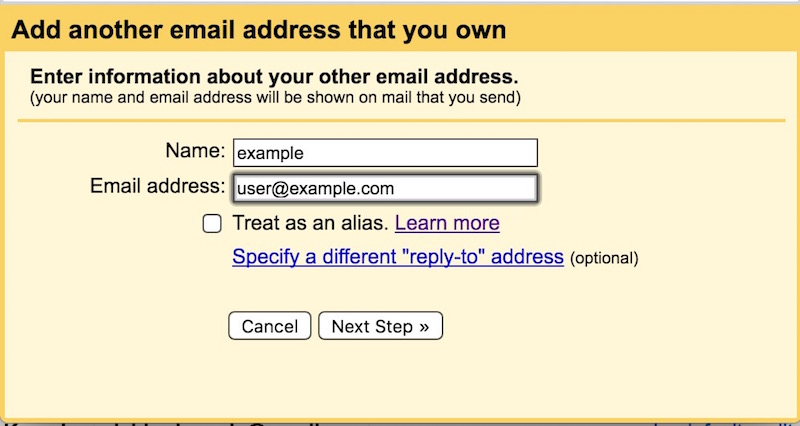 Add another email address that you own
Enter information about your other email address.
(your name and email address will be shown on mail that you send)
Name: example
Email address: user@example.com
Treat as an alias. Learn more
Specify a different "reply-to" address (optional)
Cancel Next Step »